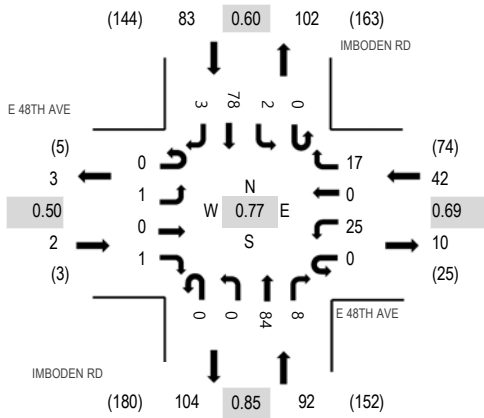 (144) 83 0.60 102 (163)
IMBODEN RD
3 78 2 0
E 48TH AVE
(5) 0 17 (74)
3 1 N 0 42
0.50 W 0.77 E 0.69
0 25
2 S 10
1 0
(3) (25)
0 0 84 8
E 48TH AVE
IMBODEN RD
(180) 104 0.85 92 (152)